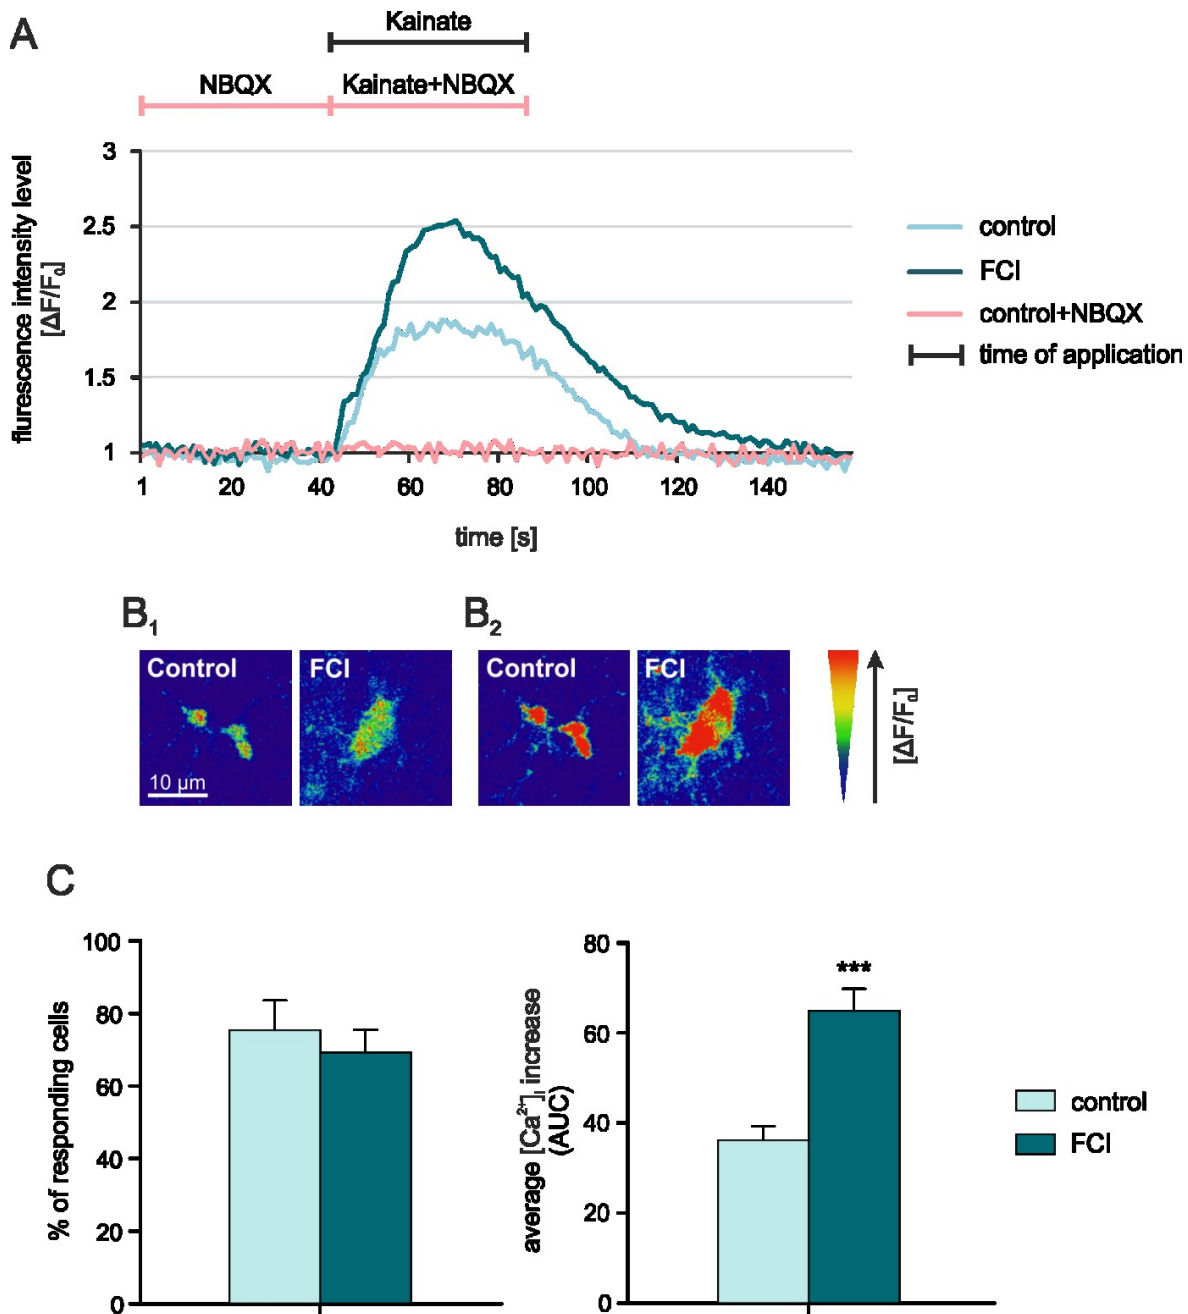 A
Kainate
NBQX
Kainate+NBQX
flurescence intensity level
[ΔF/F₀]
3
2.5
2
1.5
1
1
20
40
60
80
100
120
140
time [s]
control
FCI
control+NBQX
time of application
B₁
B₂
Control
FCI
Control
FCI
10 µm
[ΔF/F₀]
C
% of responding cells
100
80
60
40
20
0
average [Ca²⁺]ᵢ increase
(AUC)
80
60
40
20
0
***
control
FCI